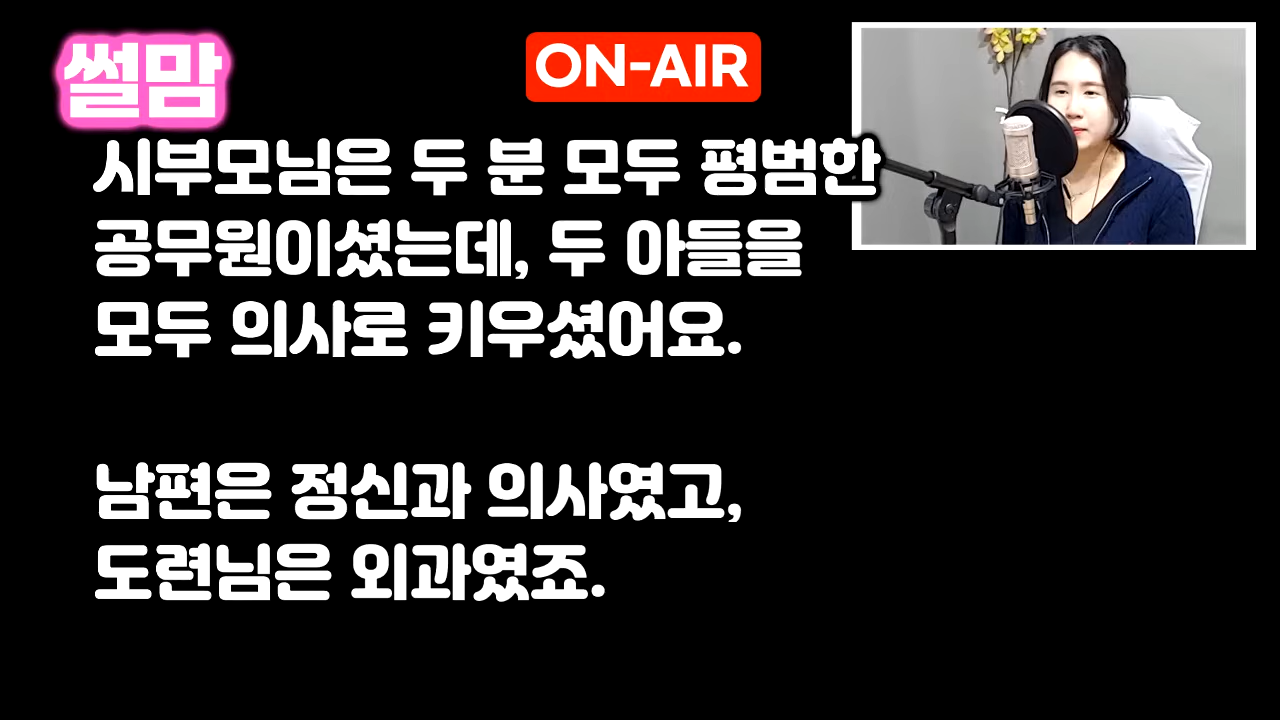 썰맘
ON-AIR
시부모님은 두 분 모두 평범한
공무원이셨는데, 두 아들을
모두 의사로 키우셨어요.
남편은 정신과 의사였고,
도련님은 외과였죠.